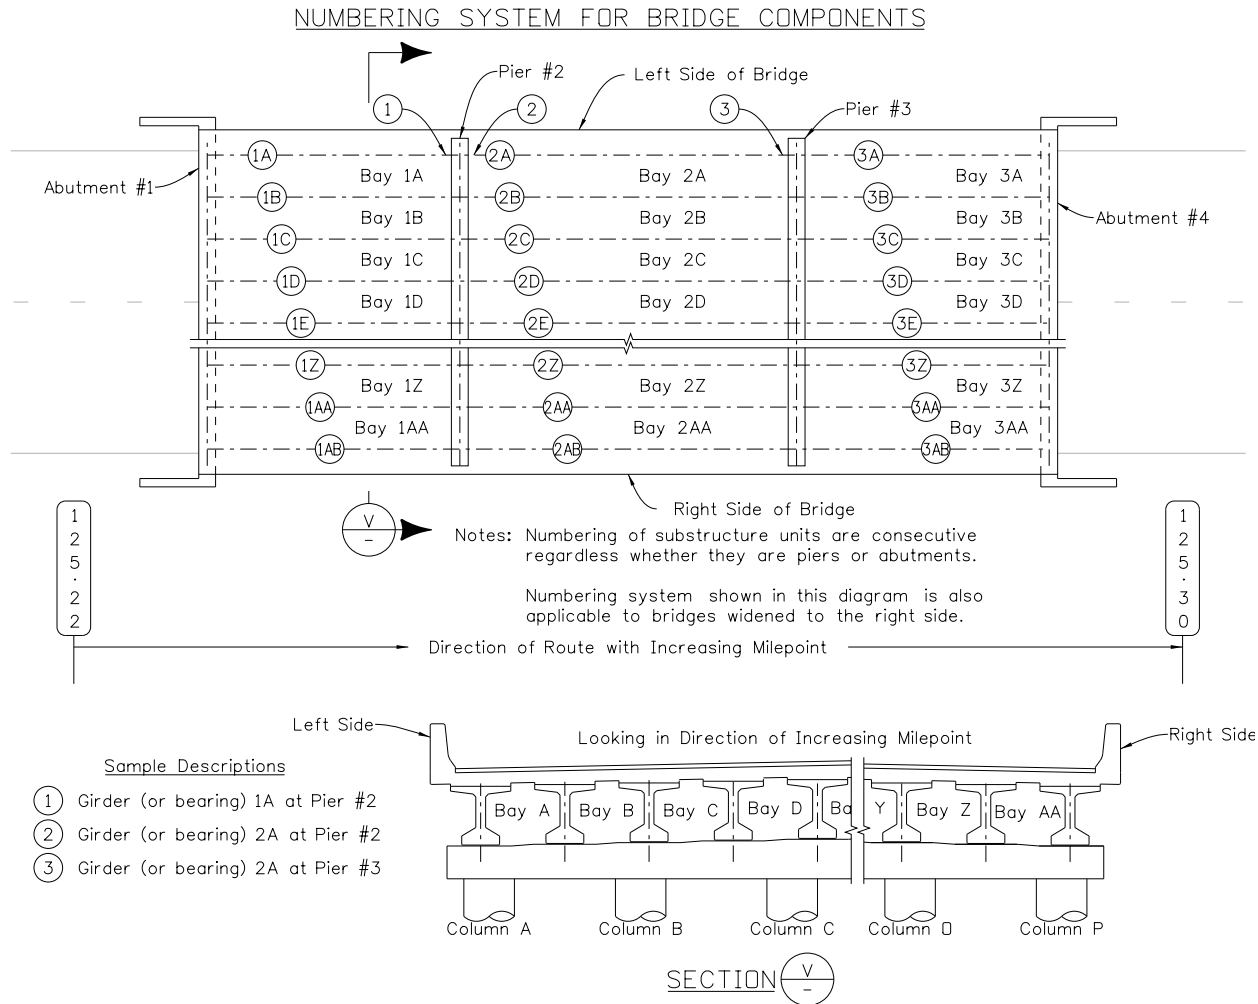 NUMBERING SYSTEM FOR BRIDGE COMPONENTS
Pier #2
Left Side of Bridge
1
2
3
Pier #3
1A
2A
3A
Bay 1A
Bay 2A
Bay 3A
Abutment #1
1B
2B
3B
Bay 1B
Bay 2B
Bay 3B
Abutment #4
1C
2C
3C
Bay 1C
Bay 2C
Bay 3C
1D
2D
3D
Bay 1D
Bay 2D
Bay 3D
1E
2E
3E
1Z
2Z
3Z
Bay 1Z
Bay 2Z
Bay 3Z
1AA
2AA
3AA
Bay 1AA
Bay 2AA
Bay 3AA
1AB
2AB
3AB
Right Side of Bridge
125.22
V
-
125.30
Notes: Numbering of substructure units are consecutive
regardless whether they are piers or abutments.
Numbering system shown in this diagram is also
applicable to bridges widened to the right side.
Direction of Route with Increasing Milepoint
Left Side
Looking in Direction of Increasing Milepoint
Right Side
Sample Descriptions
1 Girder (or bearing) 1A at Pier #2
2 Girder (or bearing) 2A at Pier #2
3 Girder (or bearing) 2A at Pier #3
Bay A
Bay B
Bay C
Bay D
Bay Y
Bay Z
Bay AA
Column A
Column B
Column C
Column O
Column P
SECTION V
-